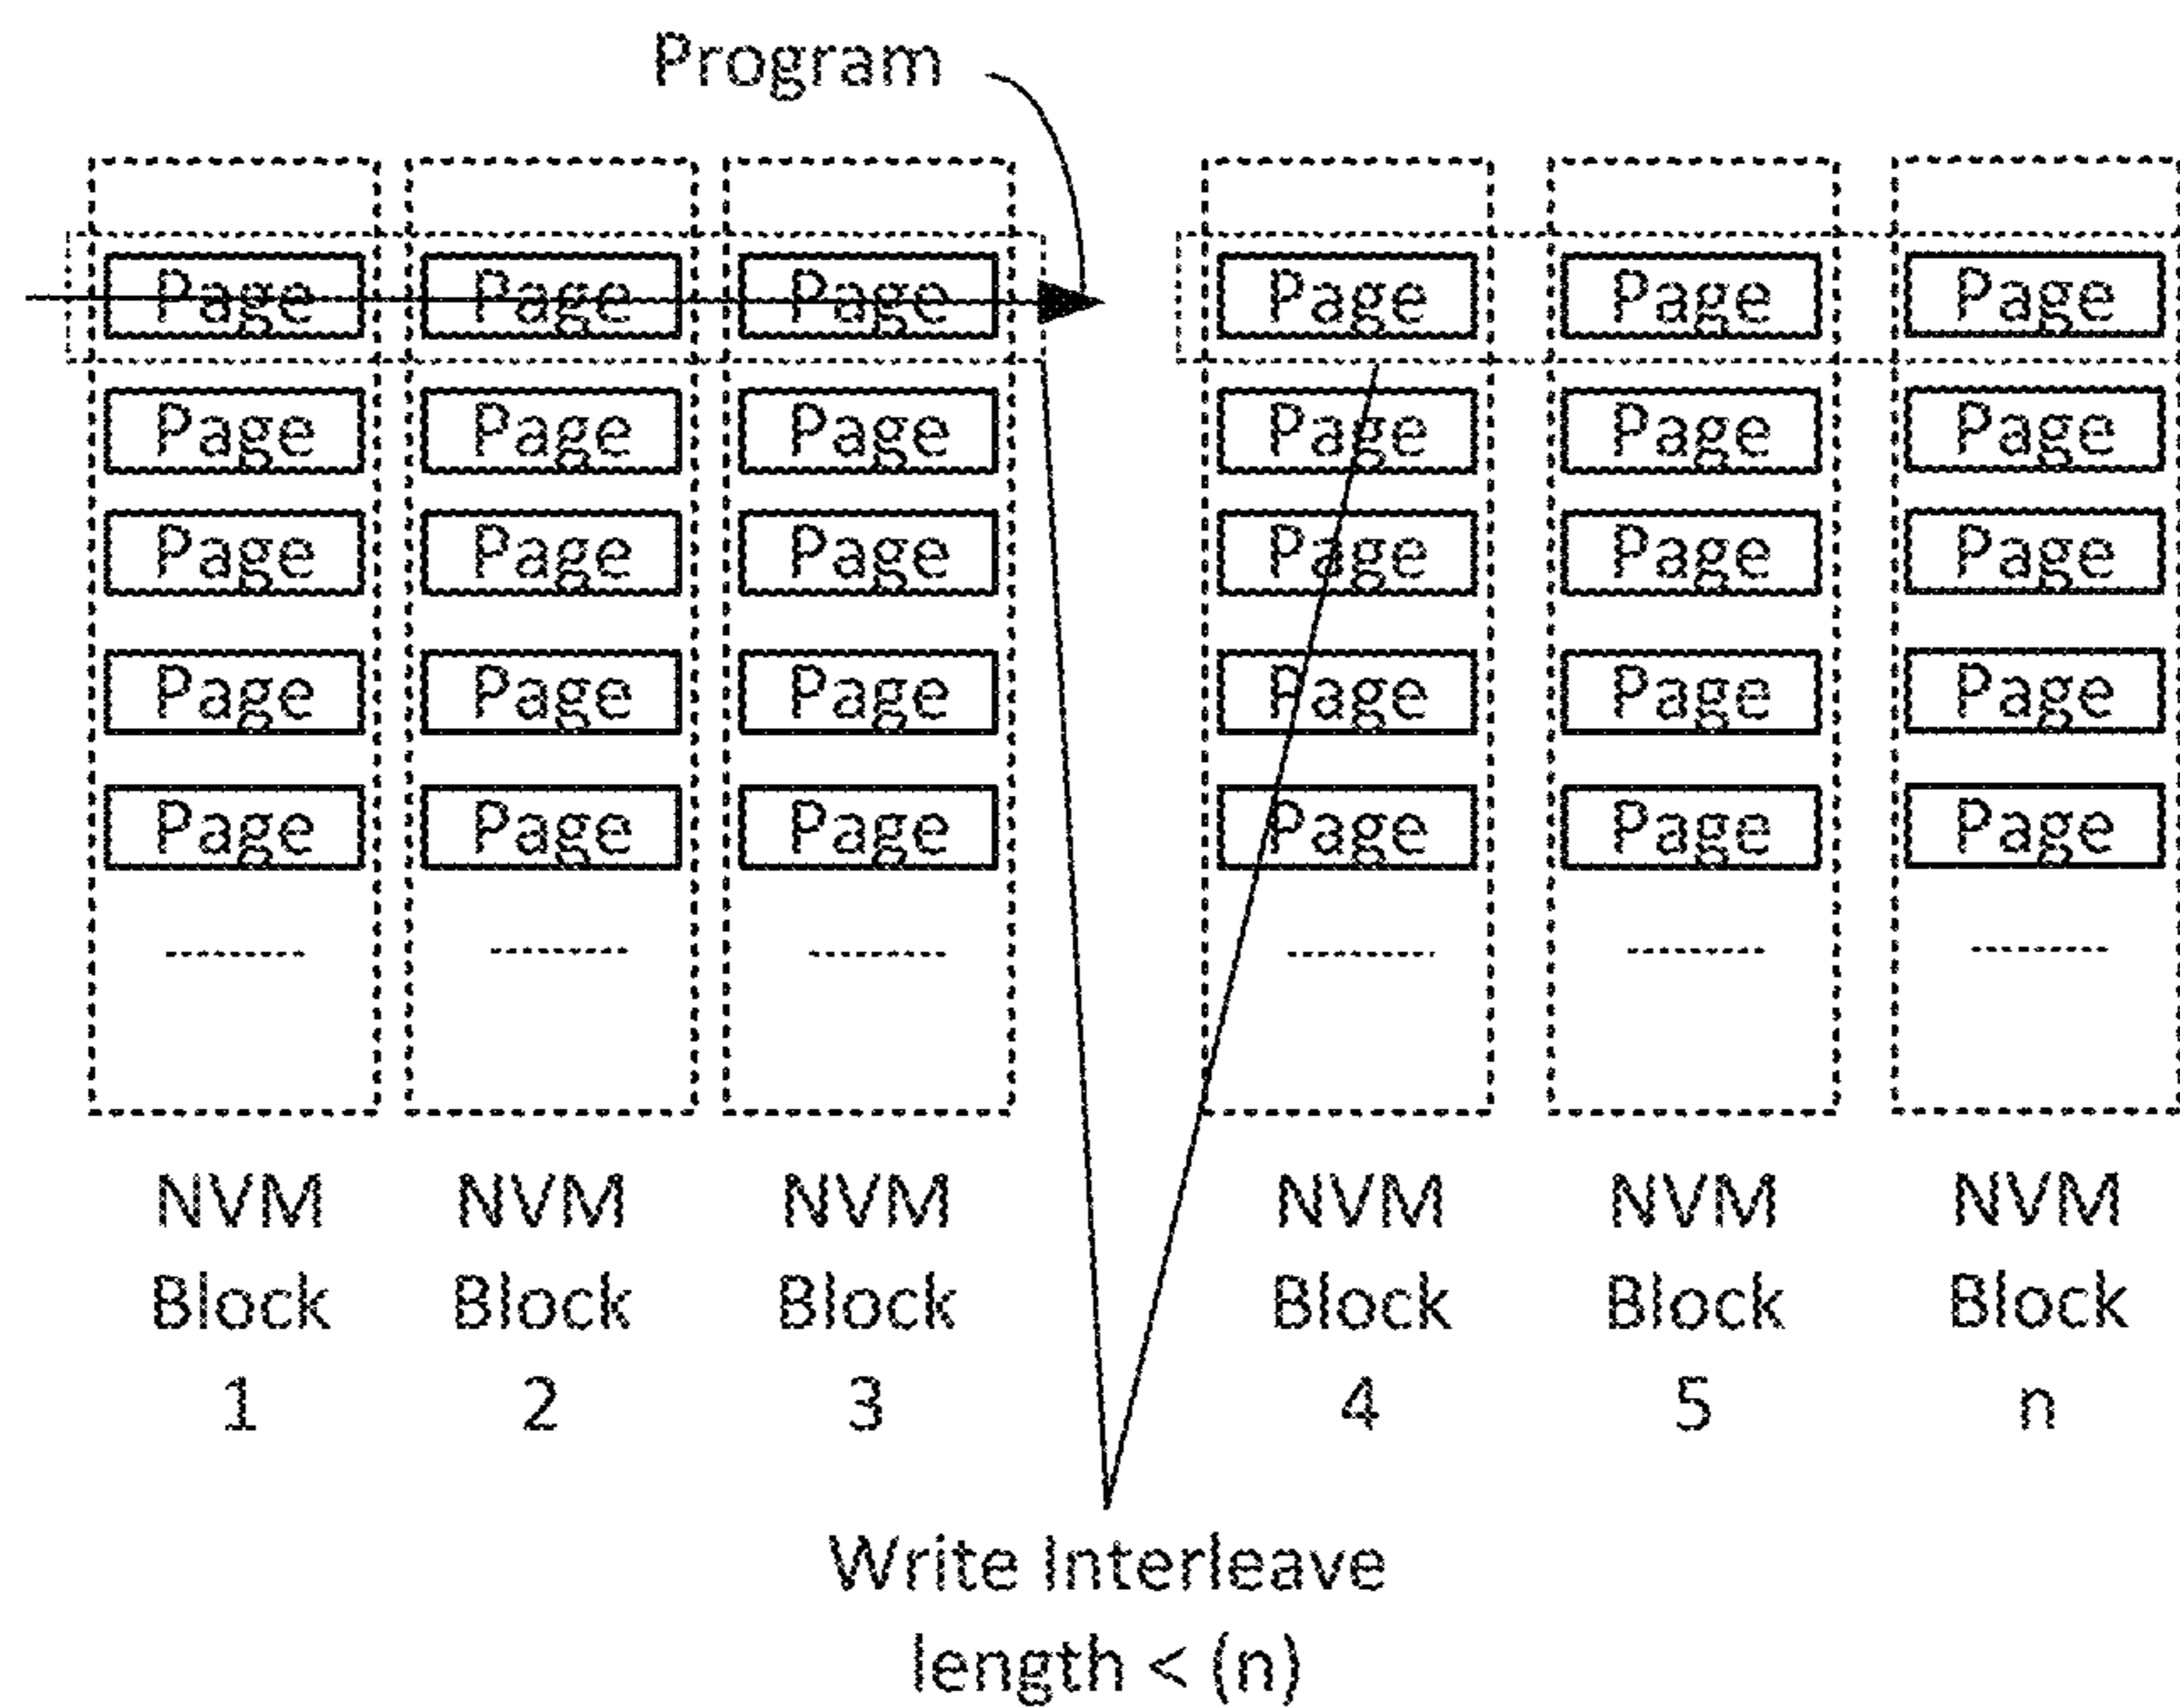 Program
Page Page Page Page Page Page
Page Page Page Page Page Page
Page Page Page Page Page Page
Page Page Page Page Page Page
Page Page Page Page Page Page
NVM Block 1
NVM Block 2
NVM Block 3
NVM Block 4
NVM Block 5
NVM Block n
Write Interleave
length < (n)